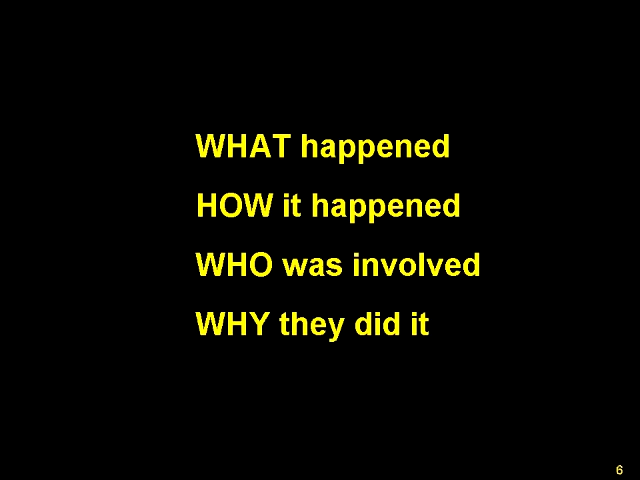 WHAT happened
HOW it happened
WHO was involved
WHY they did it
6